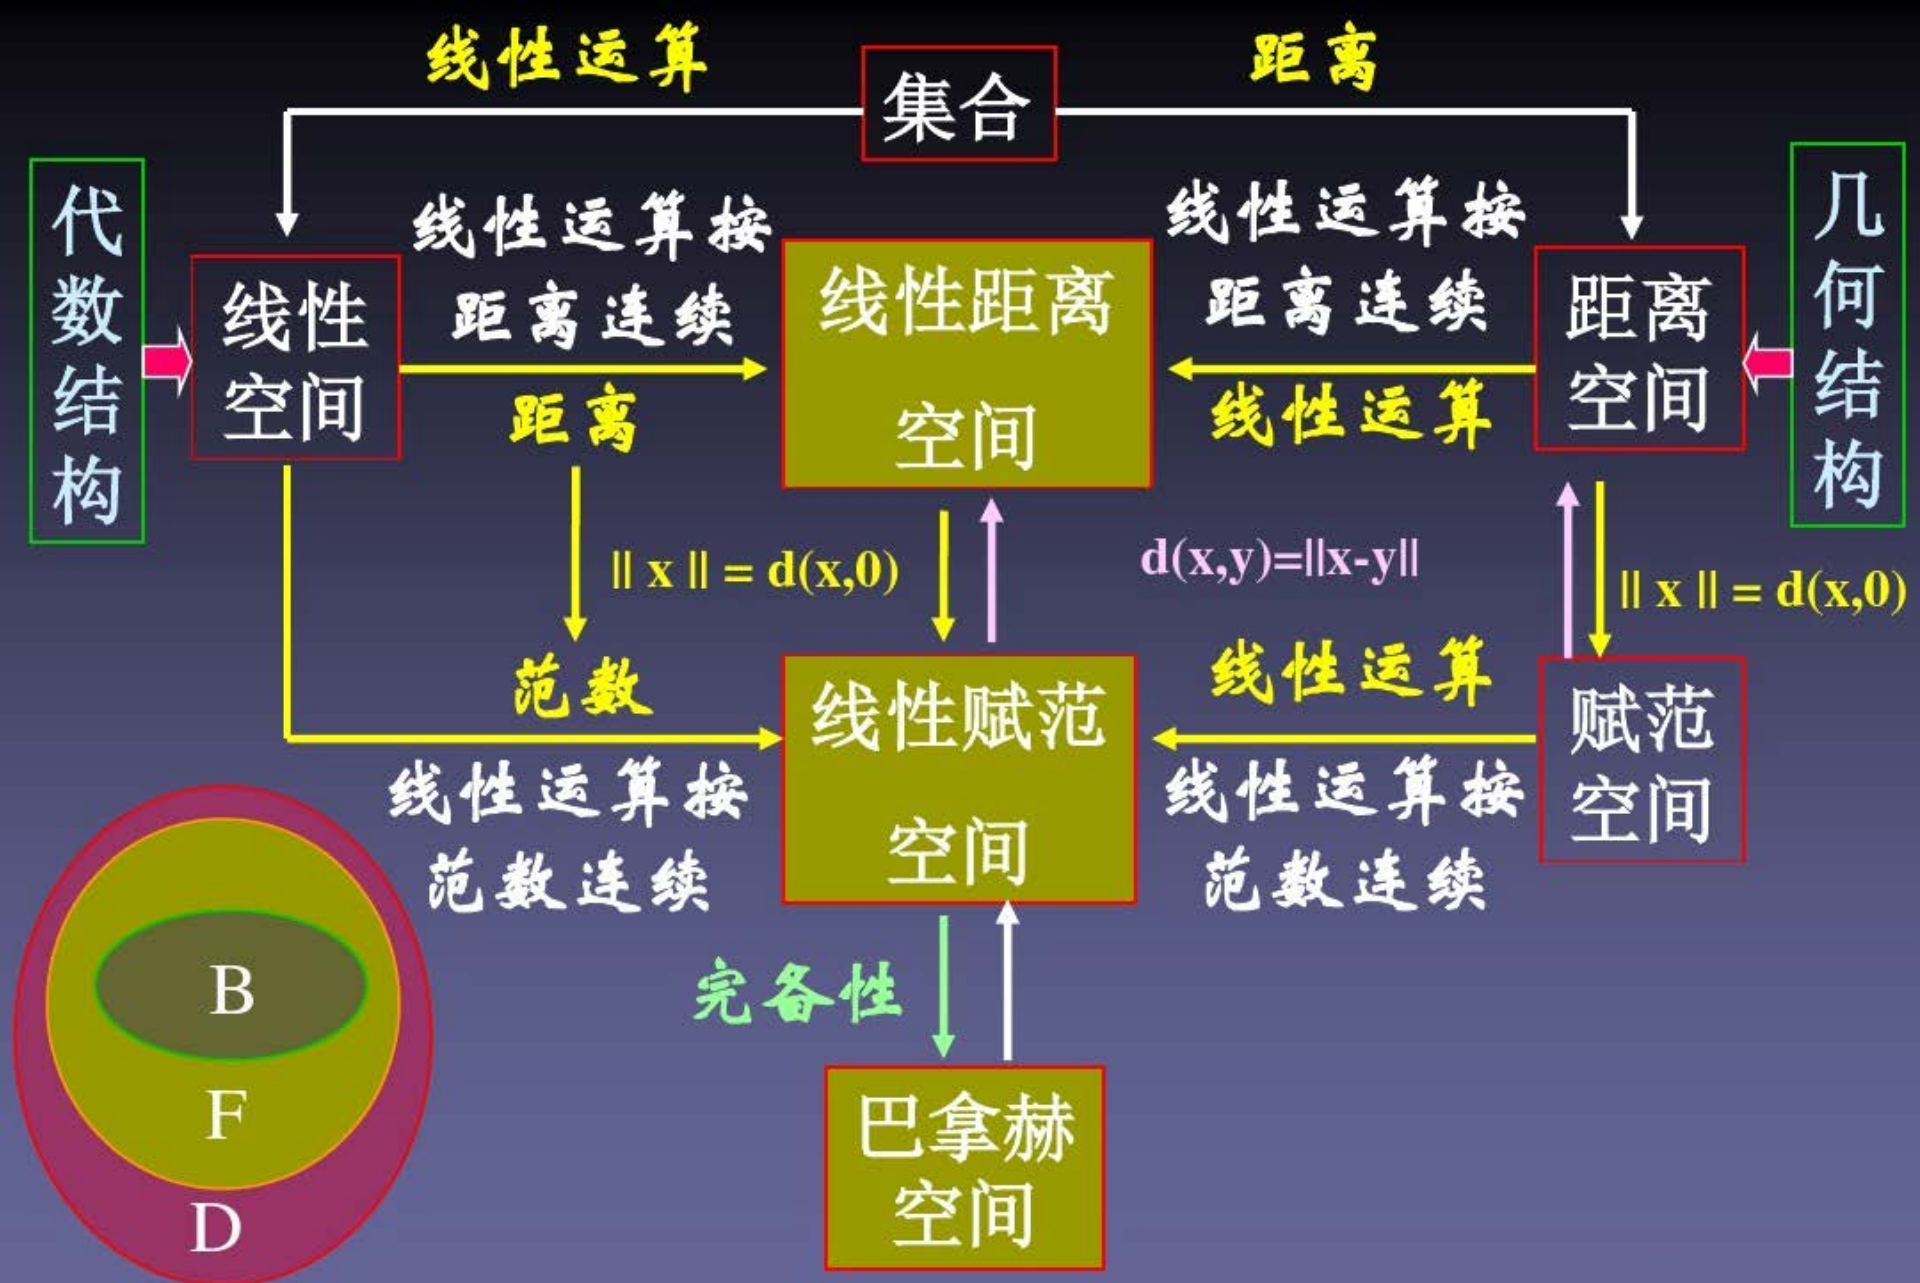 线性运算
集合
距离
代数结构
线性
空间
线性运算按
距离连续
距离
线性距离
空间
线性运算按
距离连续
线性运算
距离
空间
几何结构
|| x || = d(x,0)
d(x,y)=||x-y||
|| x || = d(x,0)
范数
线性运算按
范数连续
线性赋范
空间
线性运算
线性运算按
范数连续
赋范
空间
完备性
巴拿赫
空间
B
F
D